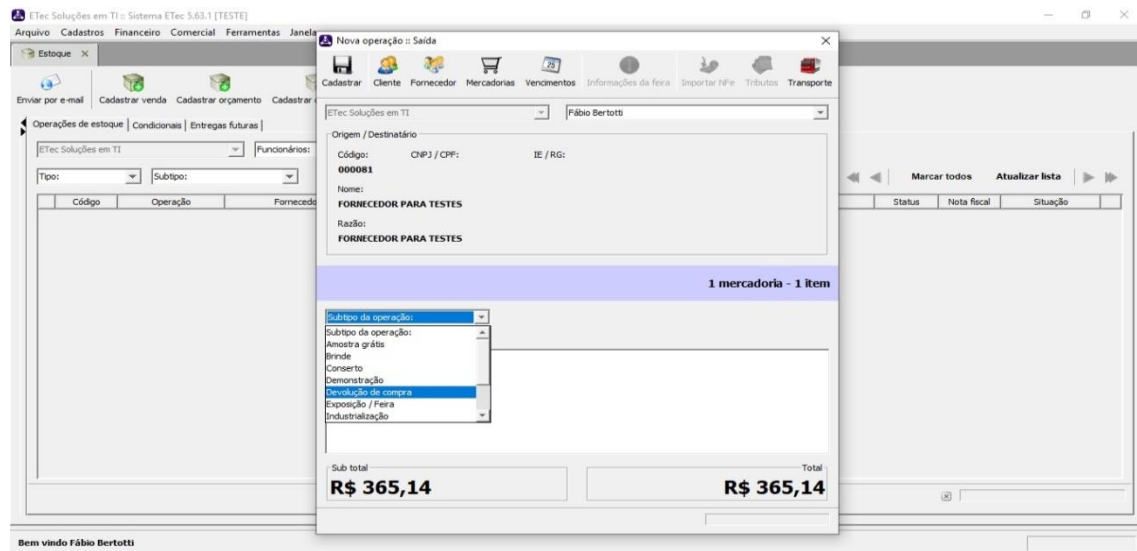 ETec Soluções em TI :: Sistema ETec 5.63.1 [TESTE]
Arquivo Cadastros Financeiro Comercial Ferramentas Janela
Estoque
Enviar por e-mail Cadastrar venda Cadastrar orçamento Cadastrar
Operações de estoque Condicionais Entregas futuras
ETec Soluções em TI Funcionários:
Tipo: Subtipo: Marcar todos Atualizar lista
Código Operação Fornecedo Status Nota fiscal Situação
Nova operação :: Saída
Cadastrar Cliente Fornecedor Mercadorias Vencimentos Informações da feira Importar NFe Tributos Transporte
25
ETec Soluções em TI Fábio Bertotti
Origem / Destinatário
Código: CNPJ / CPF: IE / RG:
000081
Nome:
FORNECEDOR PARA TESTES
Razão:
FORNECEDOR PARA TESTES
1 mercadoria - 1 item
Subtipo da operação:
Subtipo da operação:
Amostra grátis
Brinde
Conserto
Demonstração
Devolução de compra
Exposição / Feira
Industrialização
Sub total Total
R$ 365,14 R$ 365,14
Bem vindo Fábio Bertotti